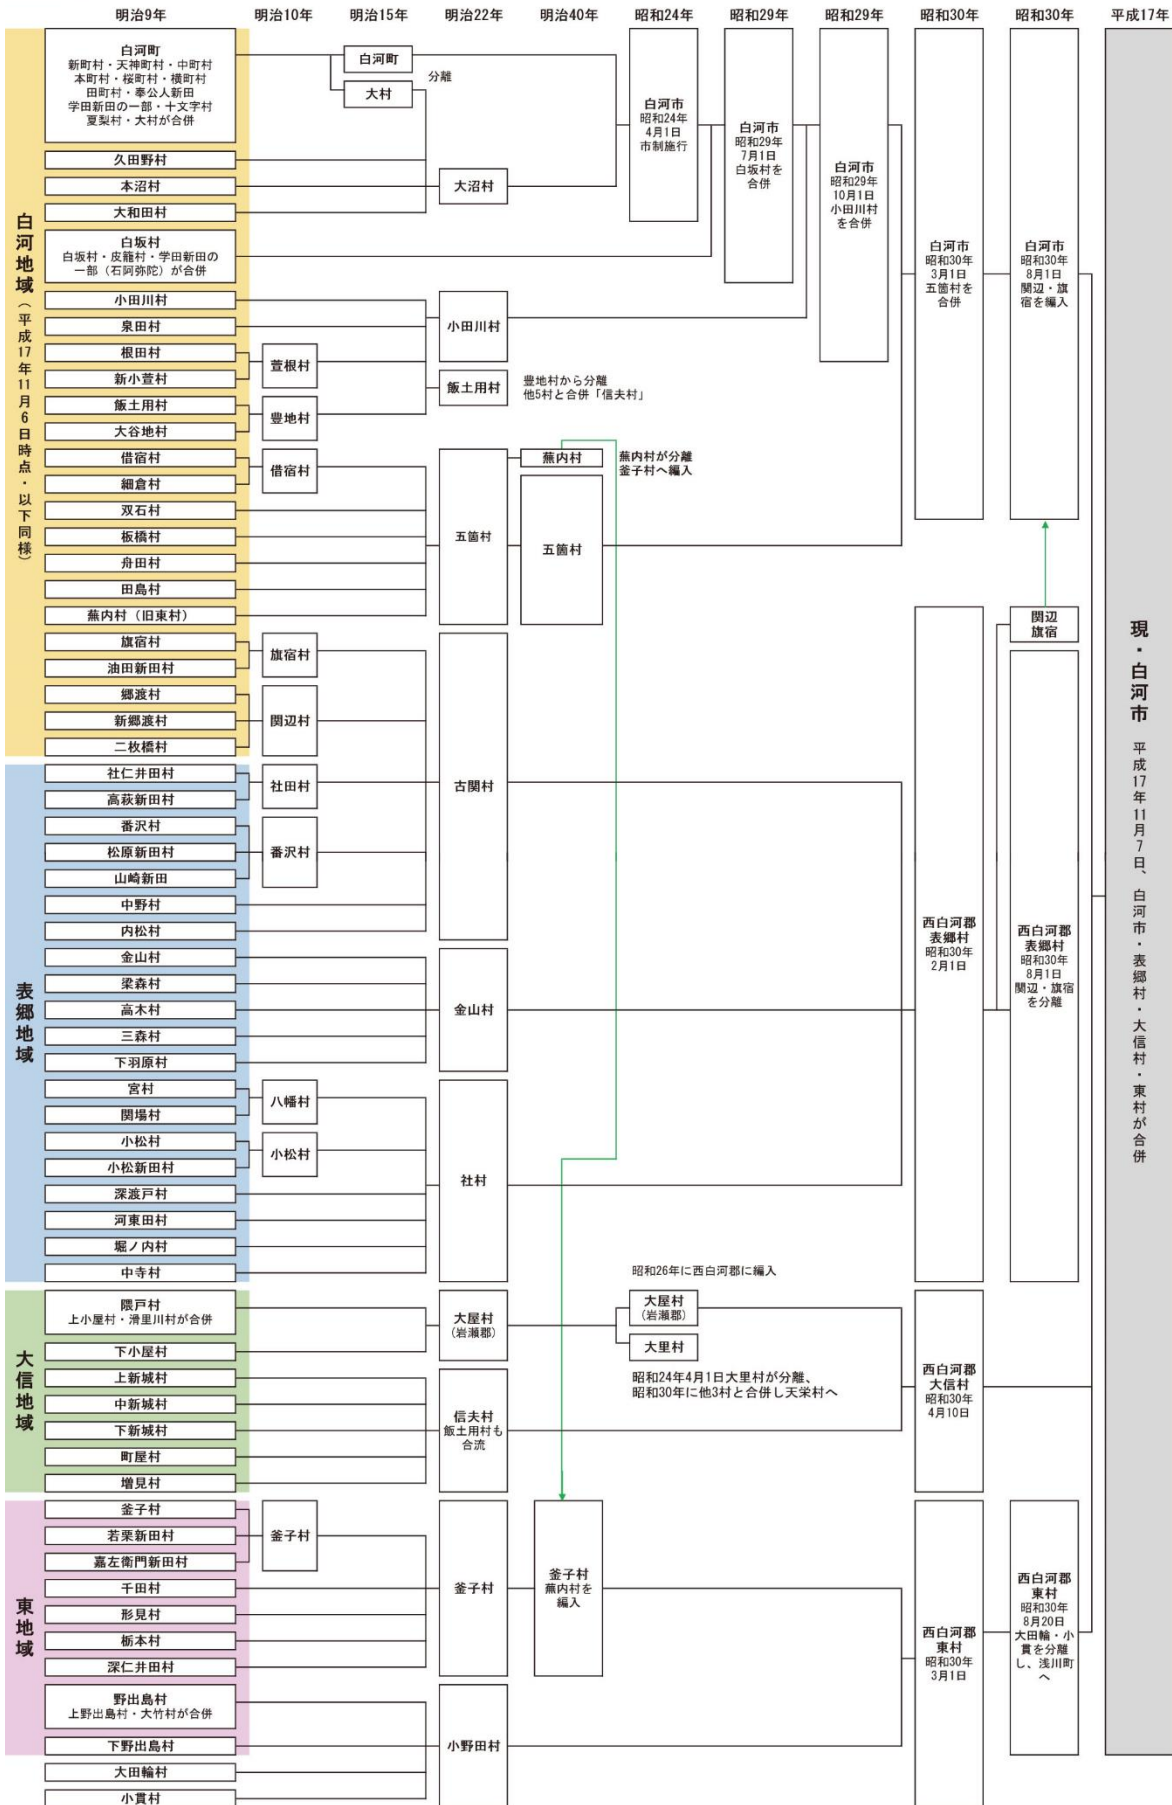 明治9年
明治10年
明治15年
明治22年
明治40年
昭和24年
昭和29年
昭和29年
昭和30年
昭和30年
平成17年
白河地域（平成17年11月6日時点・以下同様）
白河町
新町村・天神町村・中町村
本町村・桜町村・横町村
田町村・奉公人新田
学田新田の一部・十文字村
夏梨村・大村が合併
久田野村
本沼村
大和田村
白坂村
白坂村・皮籠村・学田新田の
一部（石阿弥陀）が合併
小田川村
泉田村
根田村
新小萱村
飯土用村
大谷地村
借宿村
細倉村
双石村
板橋村
舟田村
田島村
蕪内村（旧東村）
旗宿村
油田新田村
郷渡村
新郷渡村
二枚橋村
表郷地域
社仁井田村
高萩新田村
番沢村
松原新田村
山崎新田
中野村
内松村
金山村
梁森村
高木村
三森村
下羽原村
宮村
関場村
小松村
小松新田村
深渡戸村
河東田村
堀ノ内村
中寺村
大信地域
隈戸村
上小屋村・滑里川村が合併
下小屋村
上新城村
中新城村
下新城村
町屋村
増見村
東地域
釜子村
若栗新田村
嘉左衛門新田村
千田村
形見村
栃本村
深仁井田村
野出島村
上野出島村・大竹村が合併
下野出島村
大田輪村
小貫村
萱根村
豊地村
借宿村
旗宿村
関辺村
社田村
番沢村
八幡村
小松村
釜子村
白河町
大村
分離
大沼村
小田川村
飯土用村
豊地村から分離
他5村と合併「信夫村」
五箇村
古関村
金山村
社村
大屋村
（岩瀬郡）
信夫村
飯土用村も
合流
釜子村
小野田村
蕪内村
蕪内村が分離
釜子村へ編入
五箇村
釜子村
蕪内村を
編入
白河市
昭和24年
4月1日
市制施行
昭和26年に西白河郡に編入
大屋村
（岩瀬郡）
大里村
昭和24年4月1日大里村が分離、
昭和30年に他3村と合併し天栄村へ
白河市
昭和29年
7月1日
白坂村を
合併
白河市
昭和29年
10月1日
小田川村
を合併
白河市
昭和30年
3月1日
五箇村を
合併
西白河郡
表郷村
昭和30年
2月1日
西白河郡
大信村
昭和30年
4月10日
西白河郡
東村
昭和30年
3月1日
白河市
昭和30年
8月1日
関辺・旗
宿を編入
関辺
旗宿
西白河郡
表郷村
昭和30年
8月1日
関辺・旗宿
を分離
西白河郡
東村
昭和30年
8月20日
大田輪・小
貫を分離
し、浅川町
へ
現・白河市 平成17年11月7日、白河市・表郷村・大信村・東村が合併